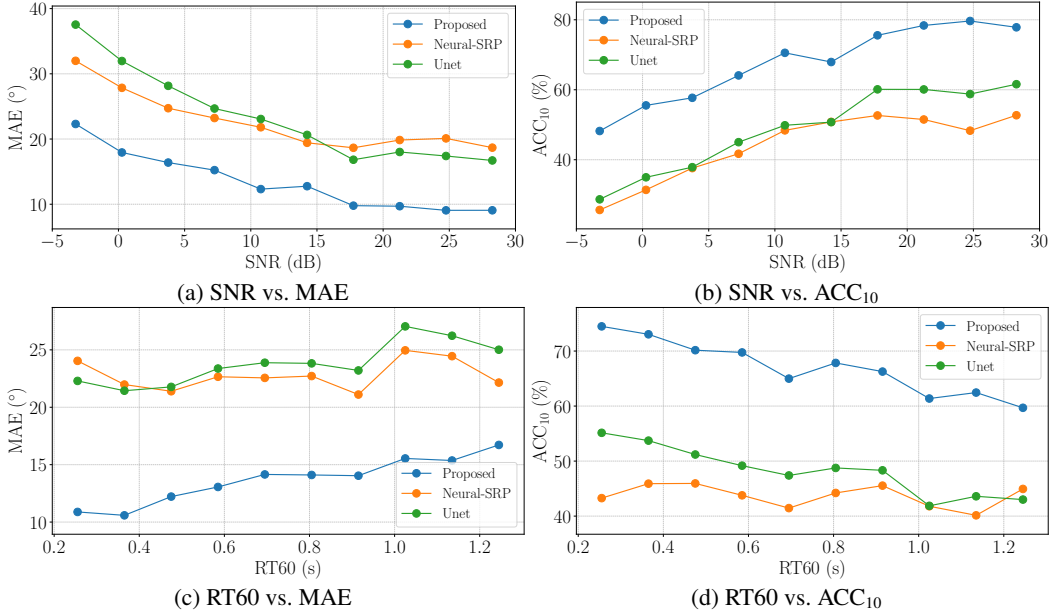 40
30
20
10
MAE (°)
Proposed
Neural-SRP
Unet
−5
0
5
10
15
20
25
30
SNR (dB)
(a) SNR vs. MAE
80
60
40
ACC10 (%)
Proposed
Neural-SRP
Unet
−5
0
5
10
15
20
25
30
SNR (dB)
(b) SNR vs. ACC10
25
20
15
10
MAE (°)
Proposed
Neural-SRP
Unet
0.2
0.4
0.6
0.8
1.0
1.2
RT60 (s)
(c) RT60 vs. MAE
70
60
50
40
ACC10 (%)
Proposed
Neural-SRP
Unet
0.2
0.4
0.6
0.8
1.0
1.2
RT60 (s)
(d) RT60 vs. ACC10